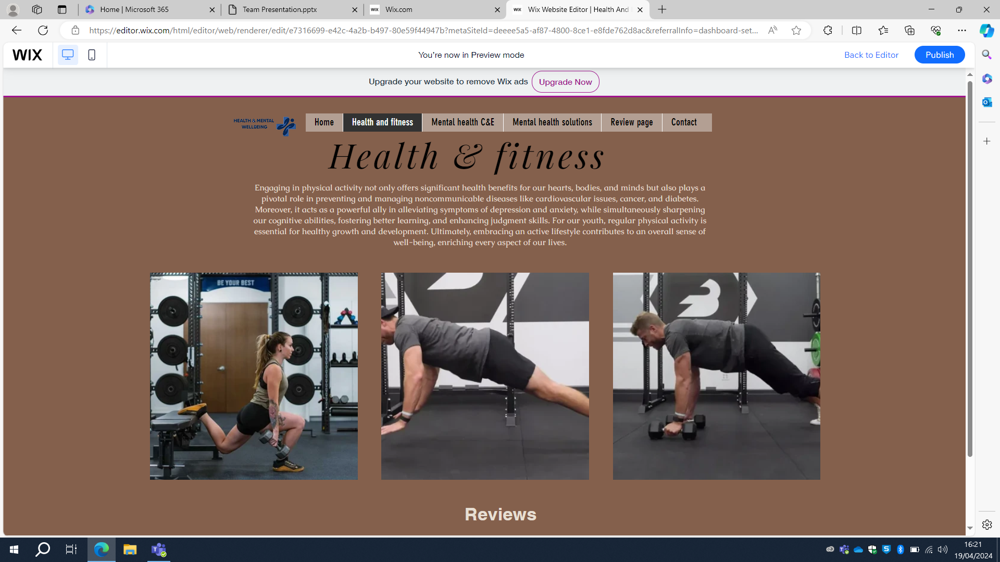 Home | Microsoft 365
Team Presentation.pptx
WIX Wix.com
WIX Wix Website Editor | Health And
https://editor.wix.com/html/editor/web/renderer/edit/e7316699-e42c-4a2b-b497-80e59f44947b?metaSiteId=deeee5a5-af87-4800-8ce1-e8fde762d8ac&referralInfo=dashboard-set...
WIX
You're now in Preview mode
Back to Editor
Publish
Upgrade your website to remove Wix ads
Upgrade Now
HEALTH & MENTAL
WELLBEING
Home
Health and fitness
Mental health C&E
Mental health solutions
Review page
Contact
Health & fitness
Engaging in physical activity not only offers significant health benefits for our hearts, bodies, and minds but also plays a
pivotal role in preventing and managing noncommunicable diseases like cardiovascular issues, cancer, and diabetes.
Moreover, it acts as a powerful ally in alleviating symptoms of depression and anxiety, while simultaneously sharpening
our cognitive abilities, fostering better learning, and enhancing judgment skills. For our youth, regular physical activity is
essential for healthy growth and development. Ultimately, embracing an active lifestyle contributes to an overall sense of
well-being, enriching every aspect of our lives.
BE YOUR BEST
Reviews
16:21
19/04/2024